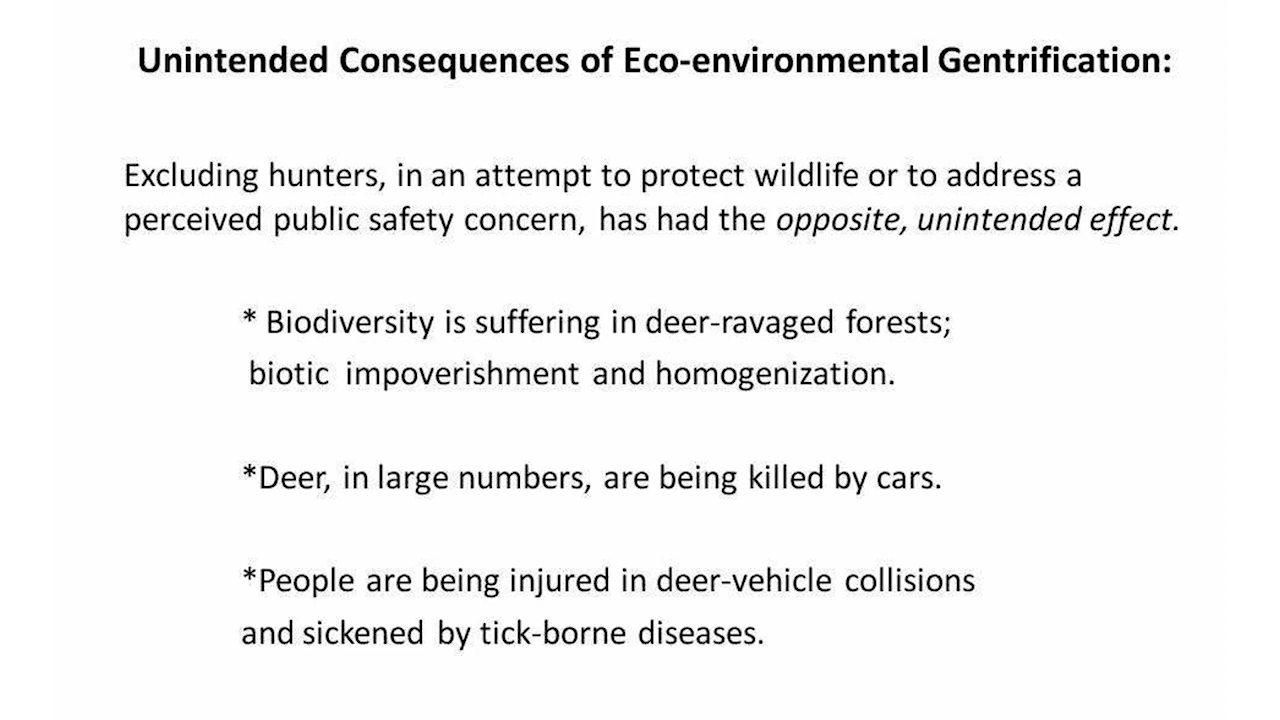 Unintended Consequences of Eco-environmental Gentrification:
Excluding hunters, in an attempt to protect wildlife or to address a
perceived public safety concern, has had the opposite, unintended effect.
* Biodiversity is suffering in deer-ravaged forests;
biotic impoverishment and homogenization.
*Deer, in large numbers, are being killed by cars.
*People are being injured in deer-vehicle collisions
and sickened by tick-borne diseases.